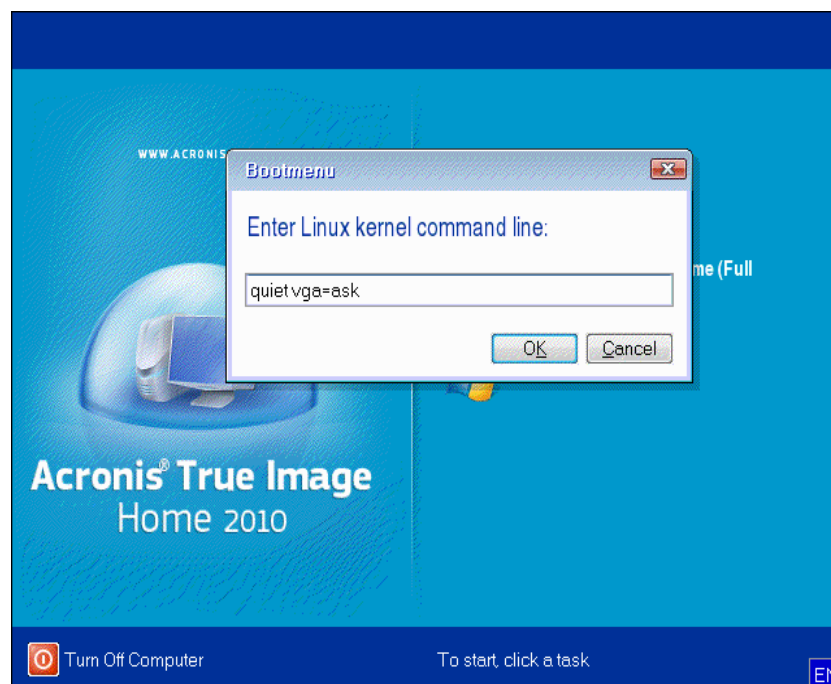 WWW.ACRONIS
Bootmenu
Enter Linux kernel command line:
quiet vga=ask
OK
Cancel
me (Full
Acronis® True Image
Home 2010
Turn Off Computer
To start, click a task
EN